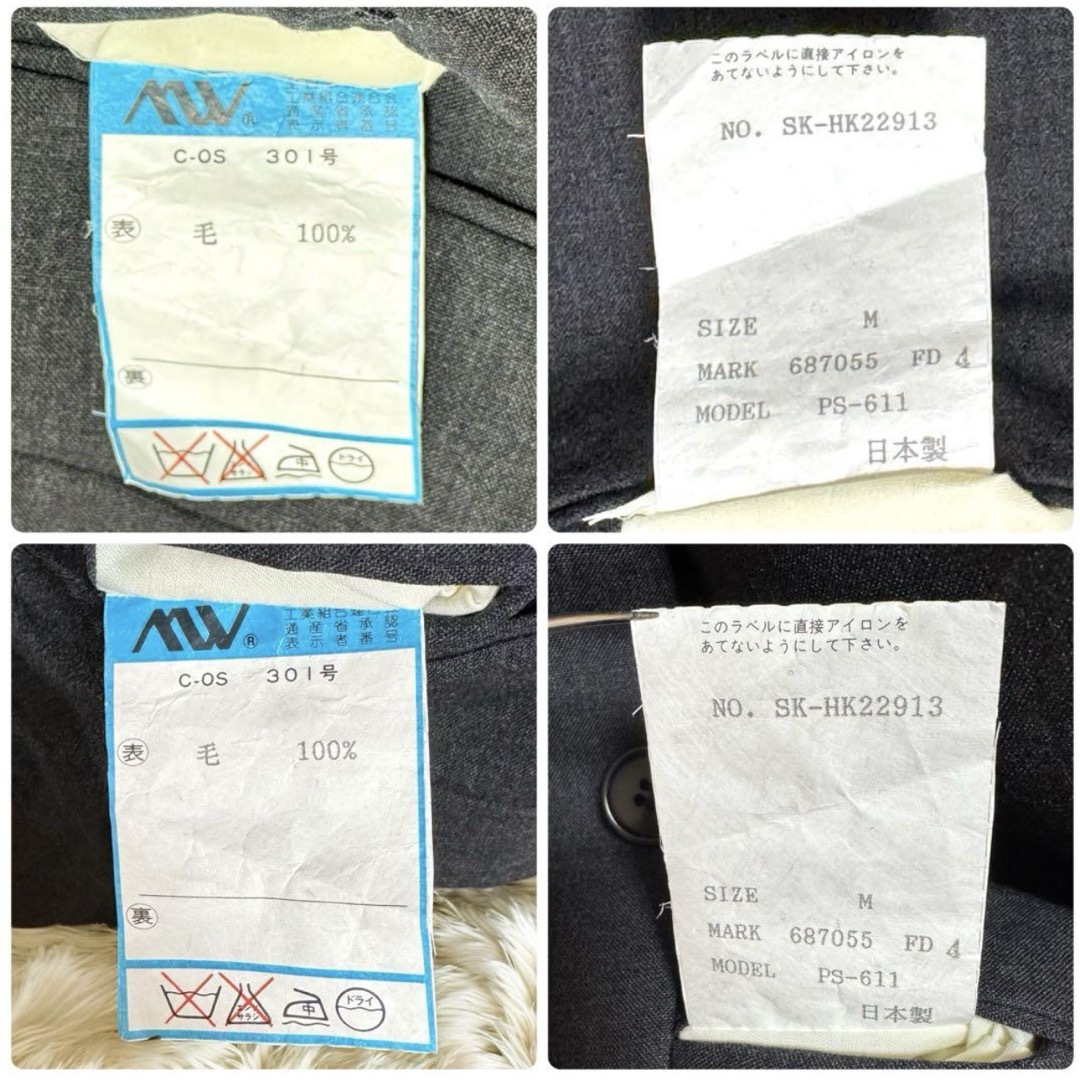 MW®
工業組合連合会
通産省承認
表示者番号
C-OS 301号
表 毛 100%
裏
ドライ
このラベルに直接アイロンを
あてないようにして下さい。
NO. SK-HK22913
SIZE M
MARK 687055 FD 4
MODEL PS-611
日本製
MW®
工業組合連合会
通産省承認
表示者番号
C-OS 301号
表 毛 100%
裏
エンソ
サラシ
中
ドライ
このラベルに直接アイロンを
あてないようにして下さい。
NO. SK-HK22913
SIZE M
MARK 687055 FD 4
MODEL PS-611
日本製